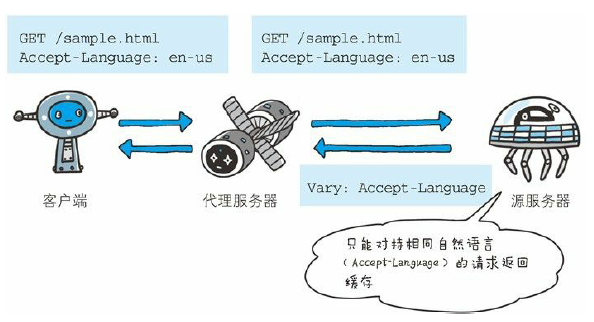 GET /sample.html
Accept-Language: en-us
GET /sample.html
Accept-Language: en-us
客户端
代理服务器
Vary: Accept-Language
源服务器
只能对持相同自然语言
(Accept-Language)的请求返回
缓存